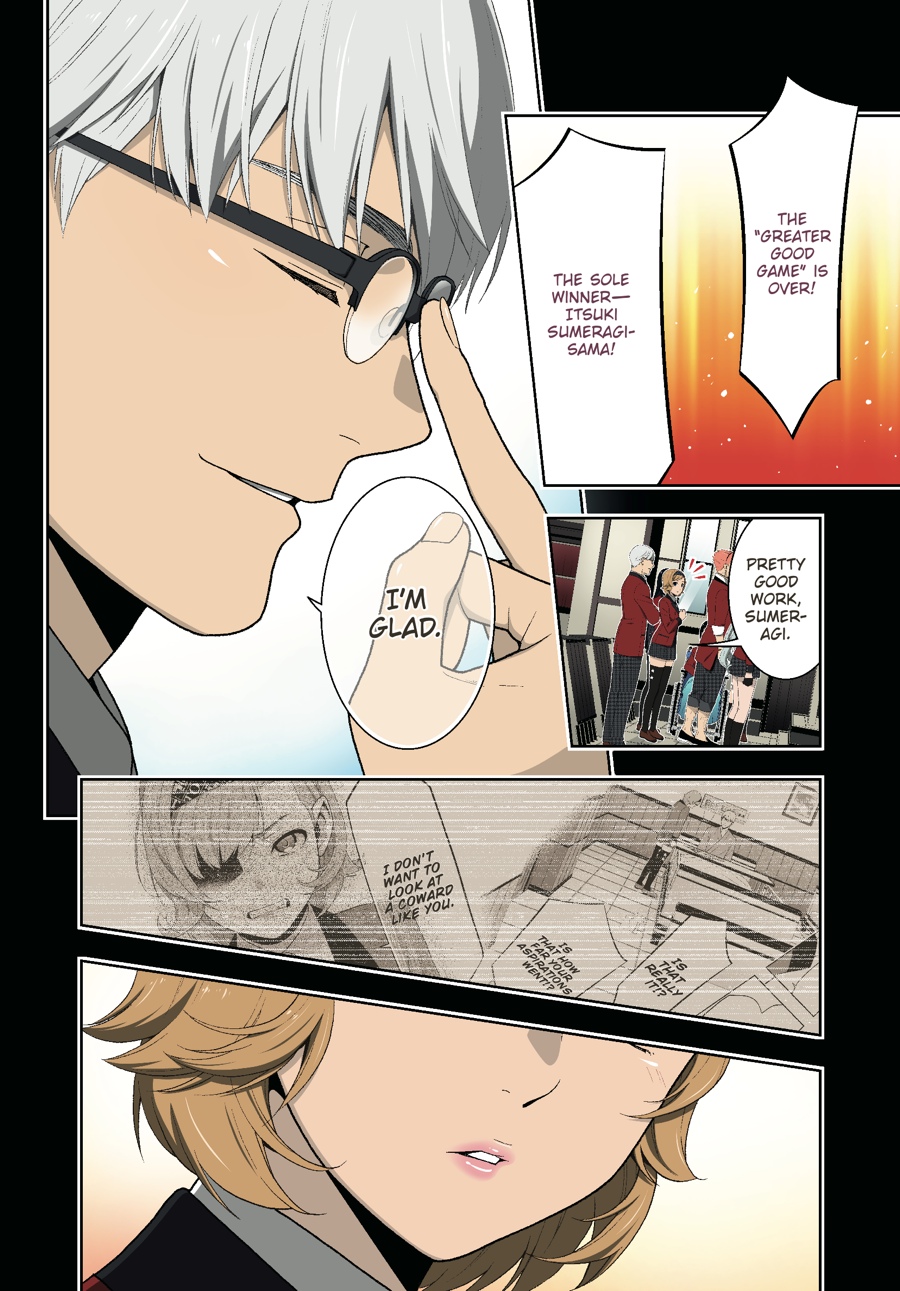 THE
"GREATER
GOOD
GAME" IS
OVER!
THE SOLE
WINNER—
ITSUKI
SUMERAGI-
SAMA!
I'M
GLAD.
PRETTY
GOOD
WORK,
SUMER-
AGI.
IS
THAT
REALLY
IT!?
IS
THAT HOW
FAR YOUR
ASPIRATIONS
WENT!?
I DON'T
WANT TO
LOOK AT
A COWARD
LIKE YOU.